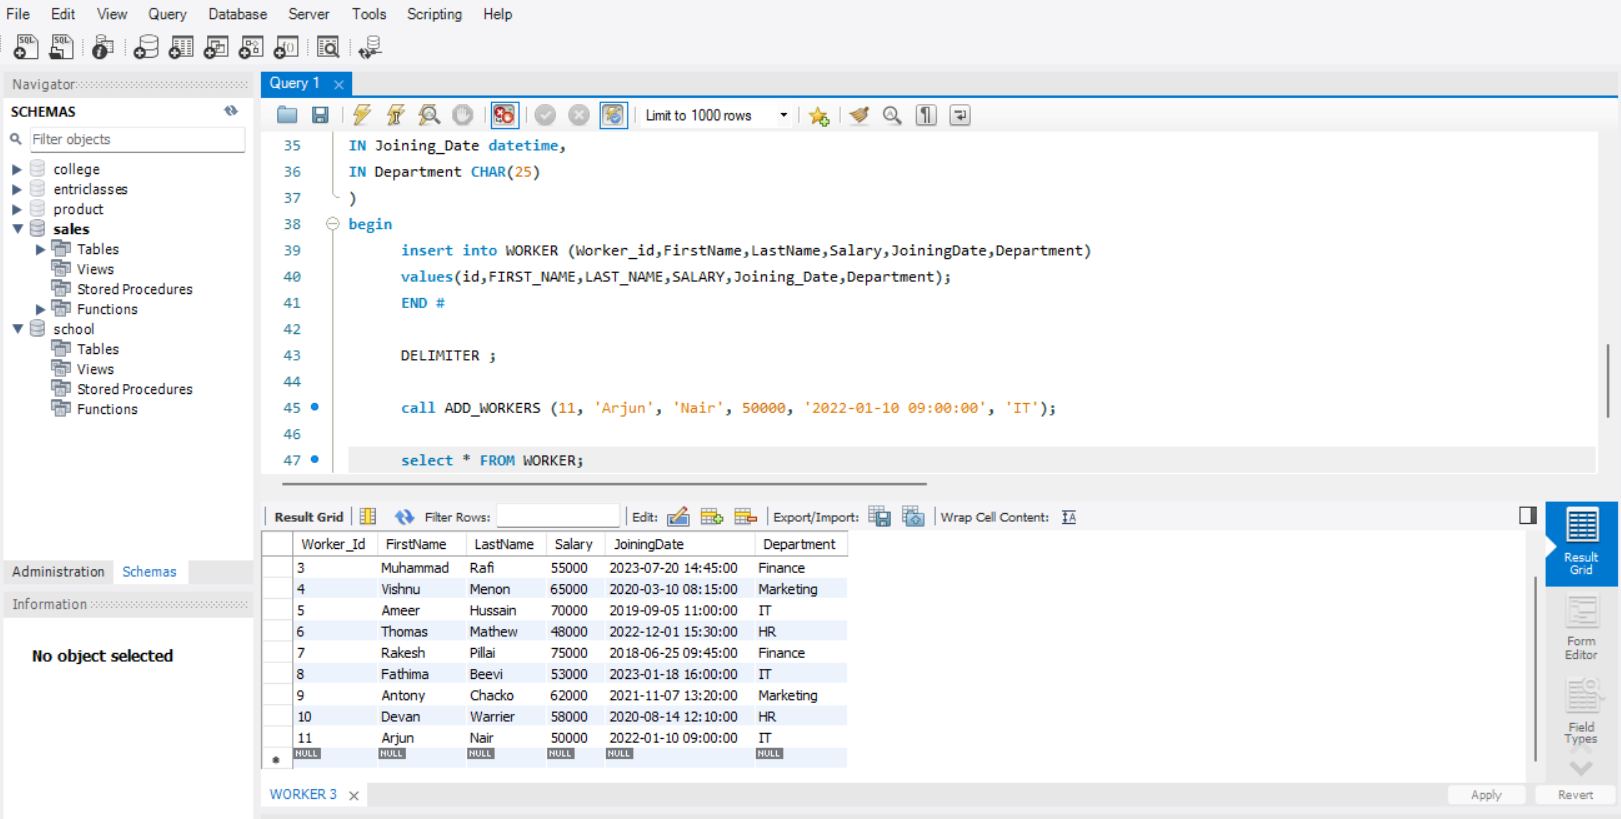 File Edit View Query Database Server Tools Scripting Help
SQL SQL
Navigator
SCHEMAS
Filter objects
college
entriclasses
product
sales
Tables
Views
Stored Procedures
Functions
school
Tables
Views
Stored Procedures
Functions
Administration Schemas
Information
No object selected
Query 1
Limit to 1000 rows
35 IN Joining_Date datetime,
36 IN Department CHAR(25)
37 )
38 begin
39 insert into WORKER (Worker_id,FirstName,LastName,Salary,JoiningDate,Department)
40 values(id,FIRST_NAME,LAST_NAME,SALARY,Joining_Date,Department);
41 END #
42
43 DELIMITER ;
44
45 call ADD_WORKERS (11, 'Arjun', 'Nair', 50000, '2022-01-10 09:00:00', 'IT');
46
47 select * FROM WORKER;
Result Grid Filter Rows: Edit: Export/Import: Wrap Cell Content: IA
Worker_Id FirstName LastName Salary JoiningDate Department
3 Muhammad Rafi 55000 2023-07-20 14:45:00 Finance
4 Vishnu Menon 65000 2020-03-10 08:15:00 Marketing
5 Ameer Hussain 70000 2019-09-05 11:00:00 IT
6 Thomas Mathew 48000 2022-12-01 15:30:00 HR
7 Rakesh Pillai 75000 2018-06-25 09:45:00 Finance
8 Fathima Beevi 53000 2023-01-18 16:00:00 IT
9 Antony Chacko 62000 2021-11-07 13:20:00 Marketing
10 Devan Warrier 58000 2020-08-14 12:10:00 HR
11 Arjun Nair 50000 2022-01-10 09:00:00 IT
NULL NULL NULL NULL NULL NULL
Result
Grid
Form
Editor
Field
Types
WORKER 3
Apply Revert